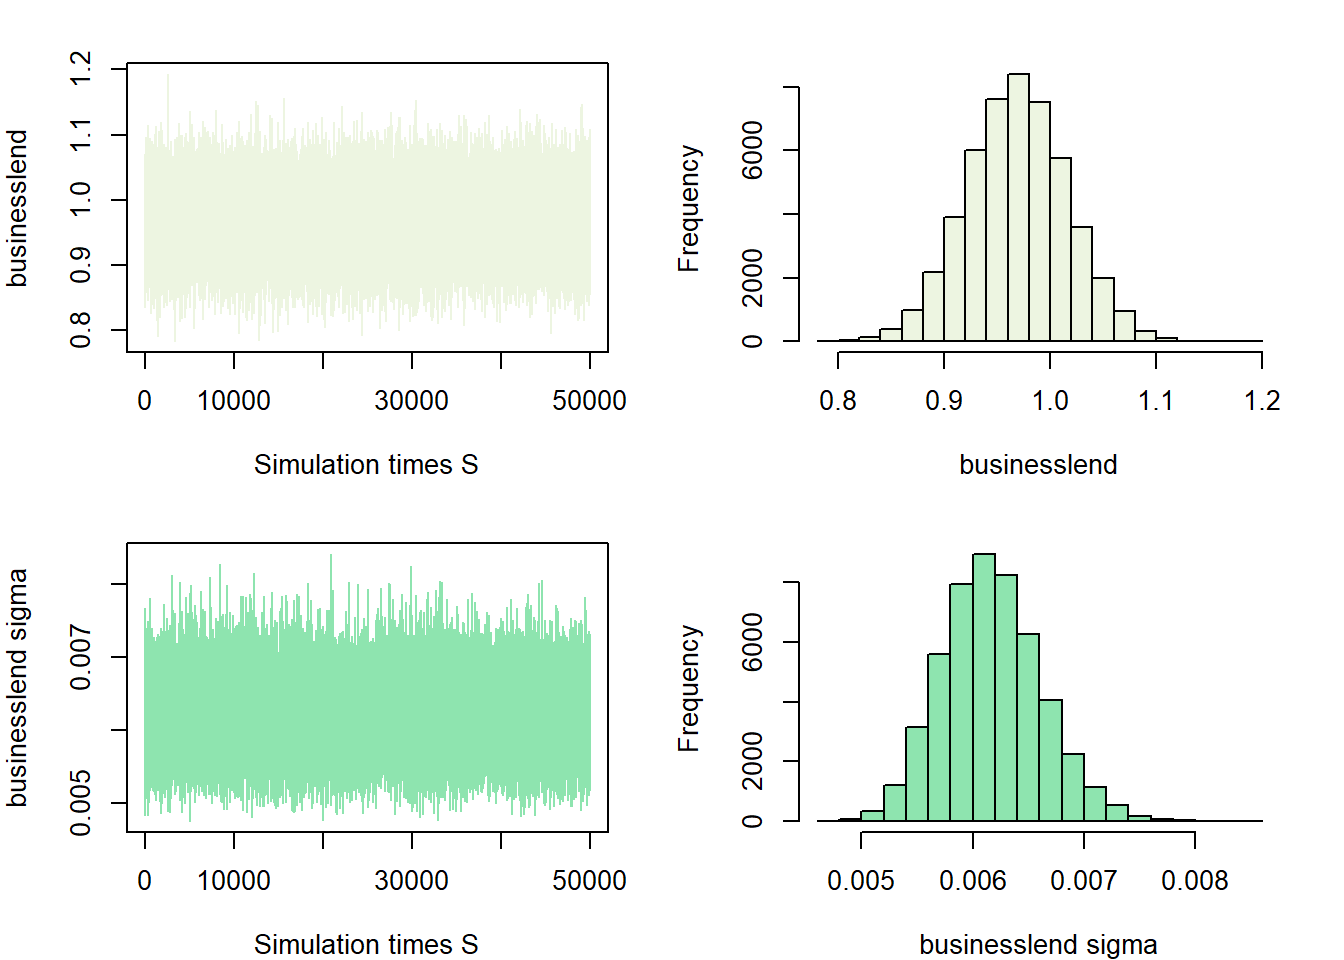 businesslend
0.8 0.9 1.0 1.1 1.2
0 10000 30000 50000
Simulation times S
Frequency
0 2000 6000
0.8 0.9 1.0 1.1 1.2
businesslend
businesslend sigma
0.005 0.007
0 10000 30000 50000
Simulation times S
Frequency
0 2000 6000
0.005 0.006 0.007 0.008
businesslend sigma